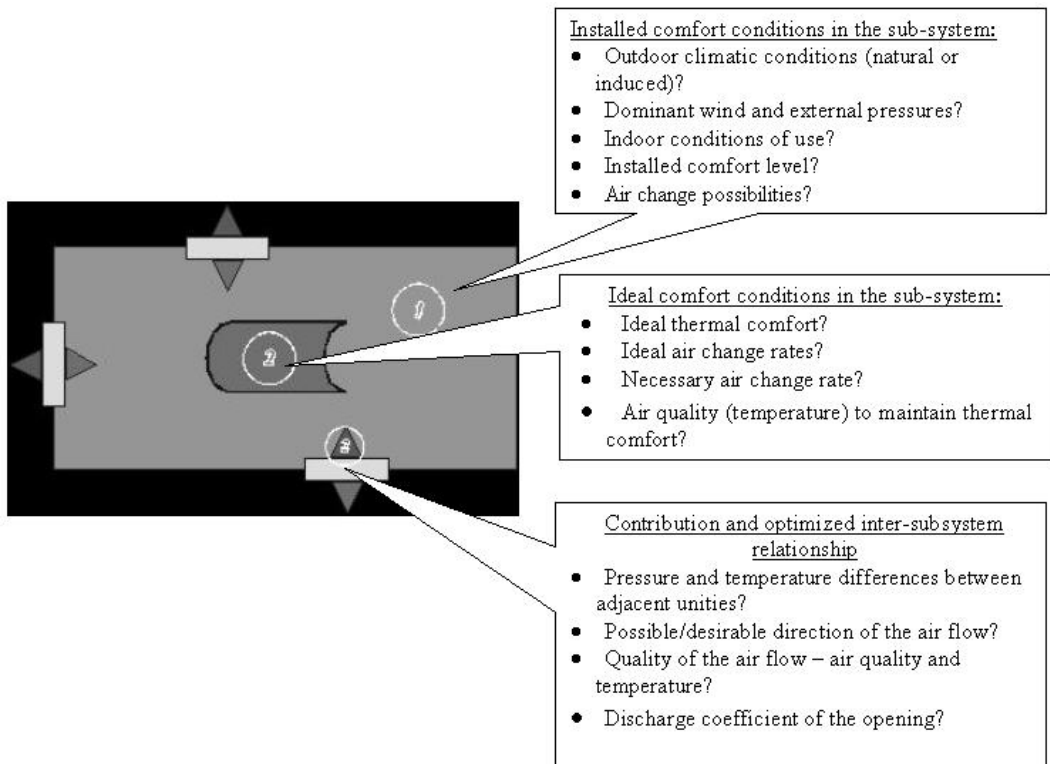 Installed comfort conditions in the sub-system:
● Outdoor climatic conditions (natural or
induced)?
● Dominant wind and external pressures?
● Indoor conditions of use?
● Installed comfort level?
● Air change possibilities?
1
Ideal comfort conditions in the sub-system:
● Ideal thermal comfort?
● Ideal air change rates?
● Necessary air change rate?
● Air quality (temperature) to maintain thermal
comfort?
2
Contribution and optimized inter-subsystem
relationship
● Pressure and temperature differences between
adjacent unities?
● Possible/desirable direction of the air flow?
● Quality of the air flow – air quality and
temperature?
● Discharge coefficient of the opening?